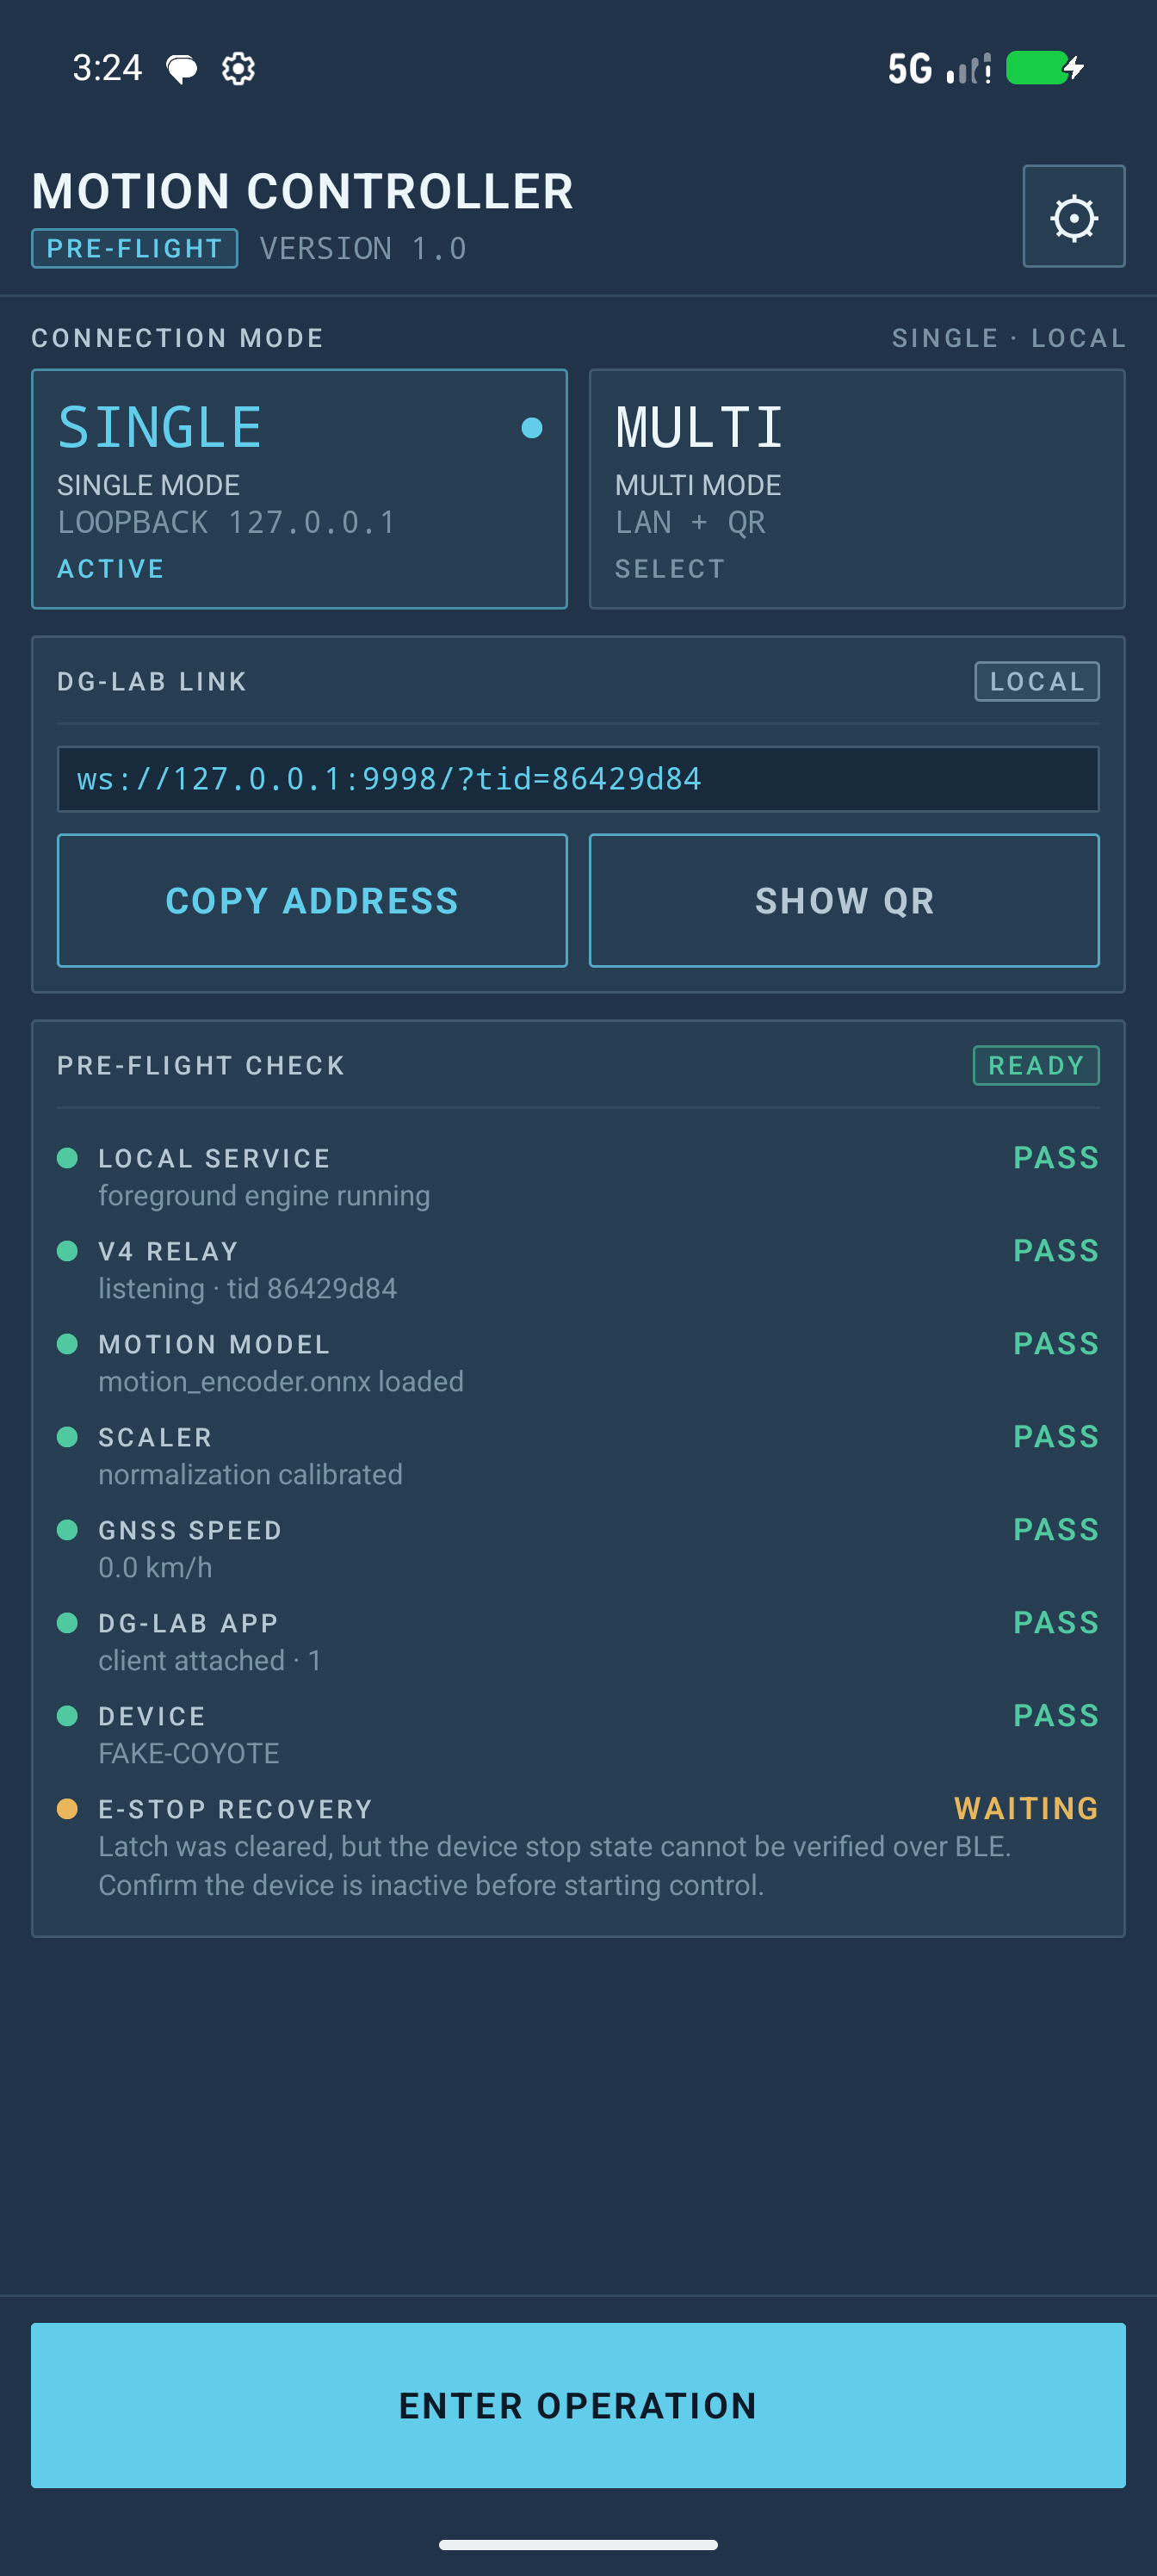 3:24
5G
MOTION CONTROLLER
PRE-FLIGHT VERSION 1.0
CONNECTION MODE
SINGLE · LOCAL
SINGLE
SINGLE MODE
LOOPBACK 127.0.0.1
ACTIVE
MULTI
MULTI MODE
LAN + QR
SELECT
DG-LAB LINK
LOCAL
ws://127.0.0.1:9998/?tid=86429d84
COPY ADDRESS
SHOW QR
PRE-FLIGHT CHECK
READY
LOCAL SERVICE
PASS
foreground engine running
V4 RELAY
PASS
listening · tid 86429d84
MOTION MODEL
PASS
motion_encoder.onnx loaded
SCALER
PASS
normalization calibrated
GNSS SPEED
PASS
0.0 km/h
DG-LAB APP
PASS
client attached · 1
DEVICE
PASS
FAKE-COYOTE
E-STOP RECOVERY
WAITING
Latch was cleared, but the device stop state cannot be verified over BLE.
Confirm the device is inactive before starting control.
ENTER OPERATION